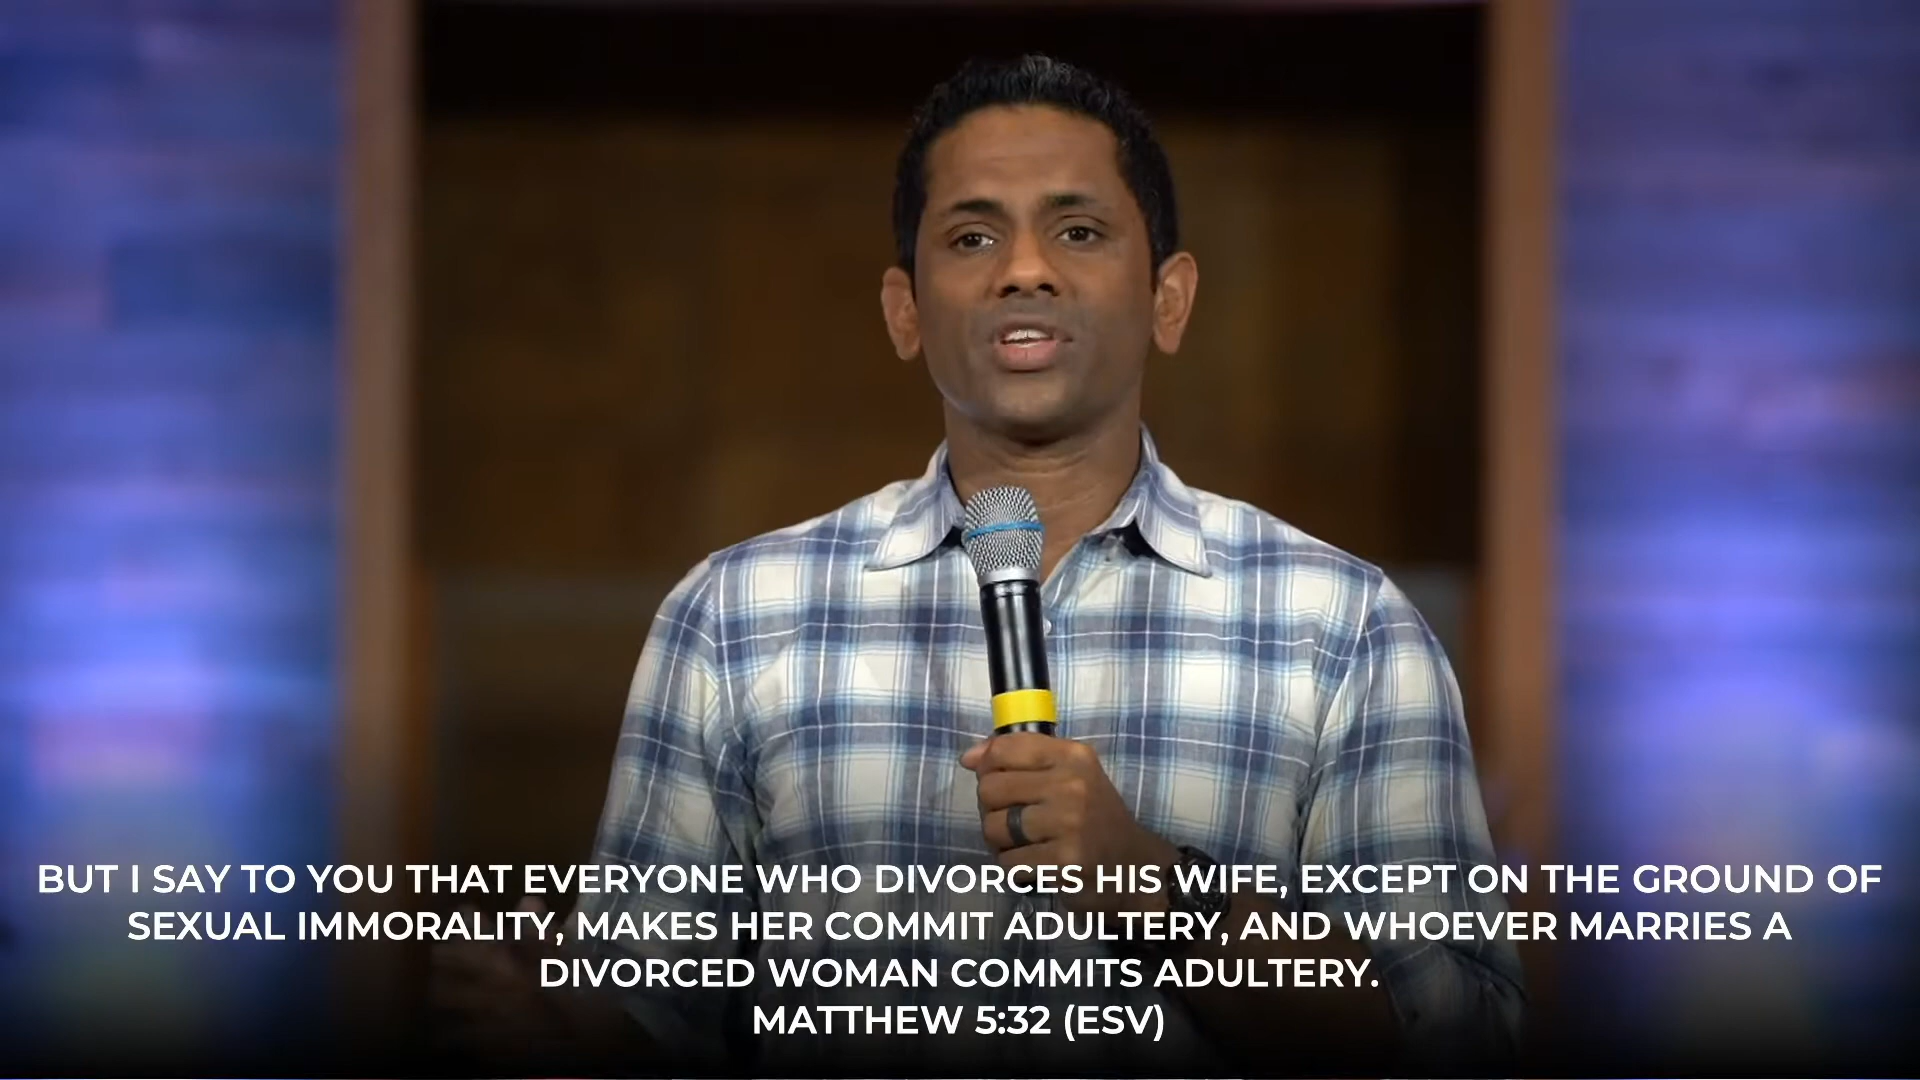 BUT I SAY TO YOU THAT EVERYONE WHO DIVORCES HIS WIFE, EXCEPT ON THE GROUND OF
SEXUAL IMMORALITY, MAKES HER COMMIT ADULTERY, AND WHOEVER MARRIES A
DIVORCED WOMAN COMMITS ADULTERY.
MATTHEW 5:32 (ESV)